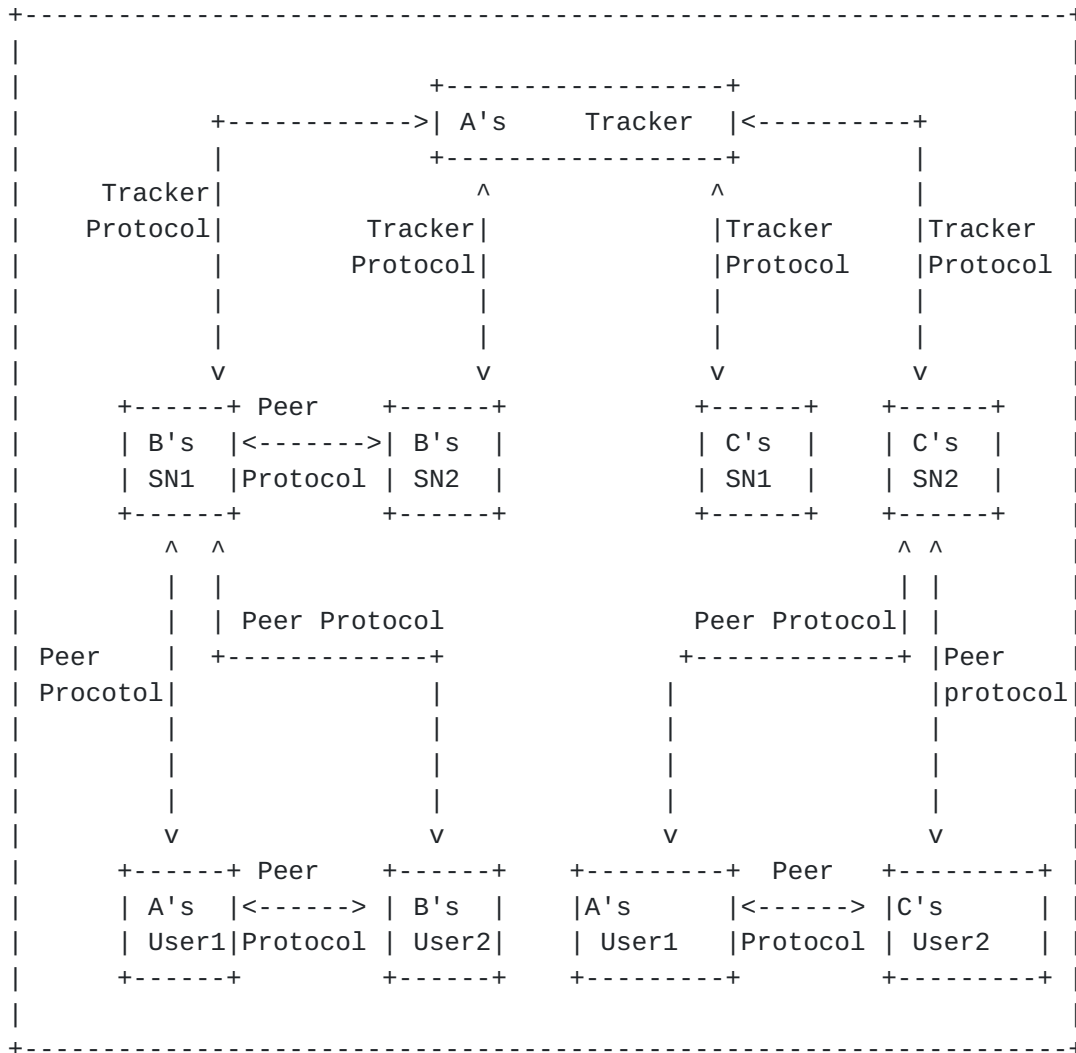 A's     Tracker
Tracker
Protocol
Tracker
Protocol
Tracker
Protocol
Tracker
Protocol
Peer
B's
SN1
Protocol
B's
SN2
C's
SN1
C's
SN2
Peer Protocol
Peer Protocol
Peer
Procotol
Peer
protocol
Peer
A's
User1
Protocol
B's
User2
Peer
A's
User1
Protocol
C's
User2